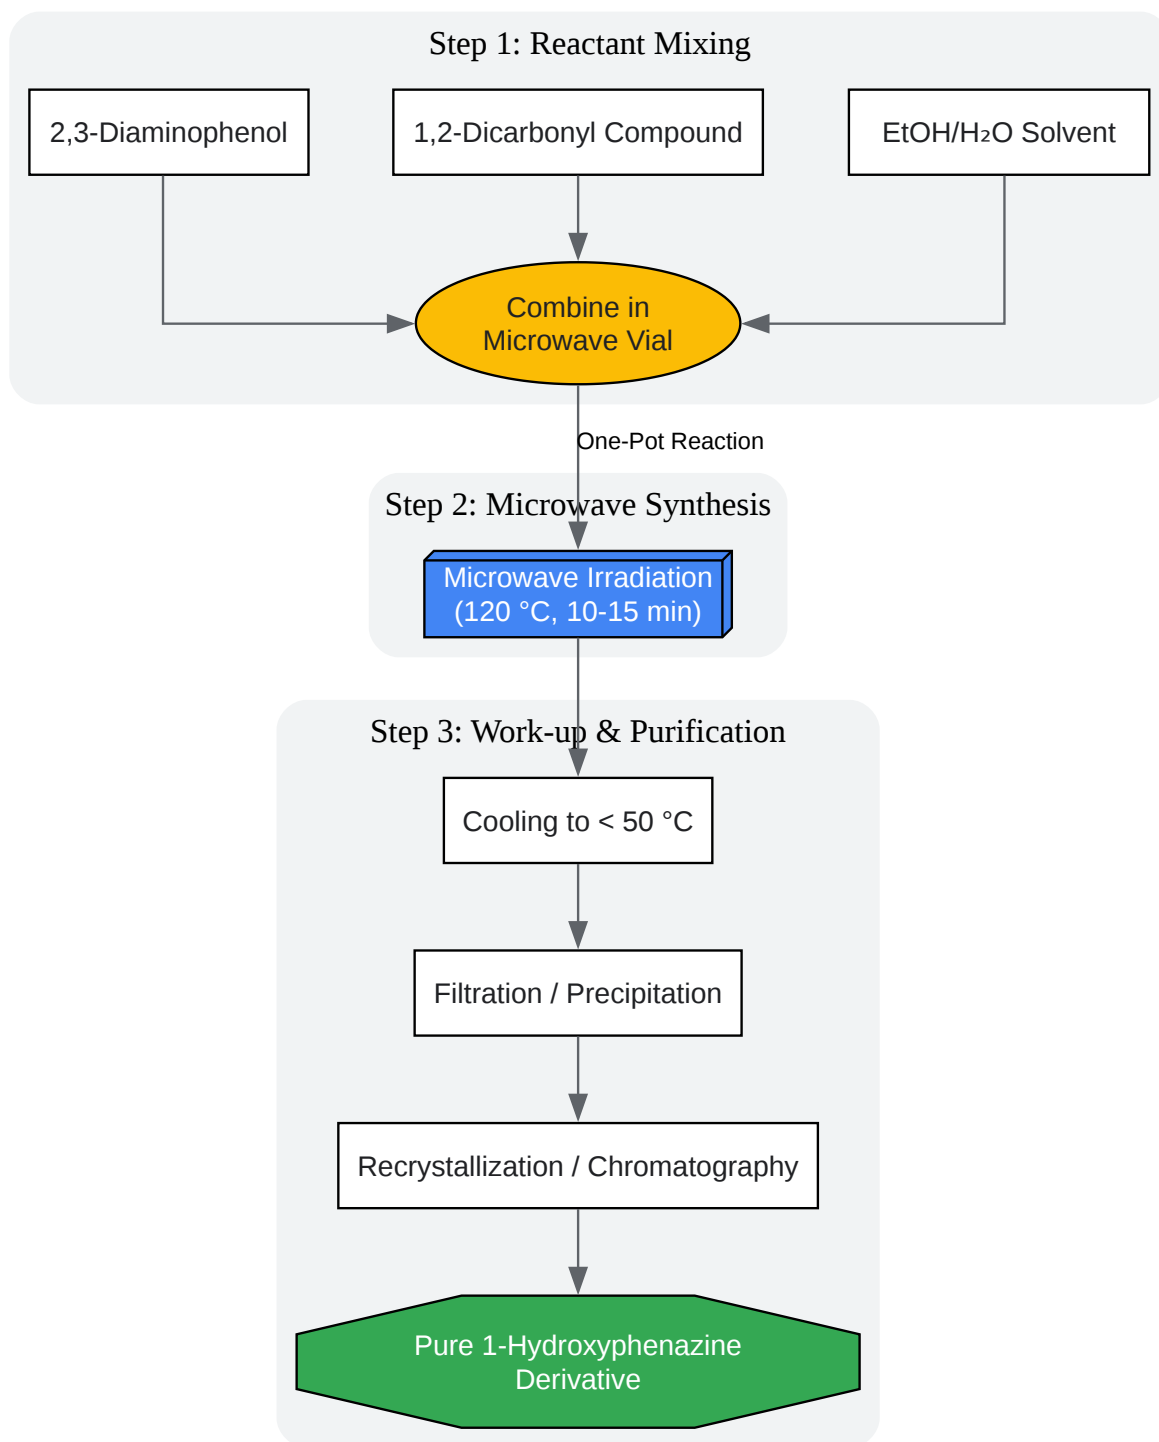 Step 1: Reactant Mixing
2,3-Diaminophenol
1,2-Dicarbonyl Compound
EtOH/H₂O Solvent
Combine in
Microwave Vial
One-Pot Reaction
Step 2: Microwave Synthesis
Microwave Irradiation
(120 °C, 10-15 min)
Step 3: Work-up & Purification
Cooling to < 50 °C
Filtration / Precipitation
Recrystallization / Chromatography
Pure 1-Hydroxyphenazine
Derivative